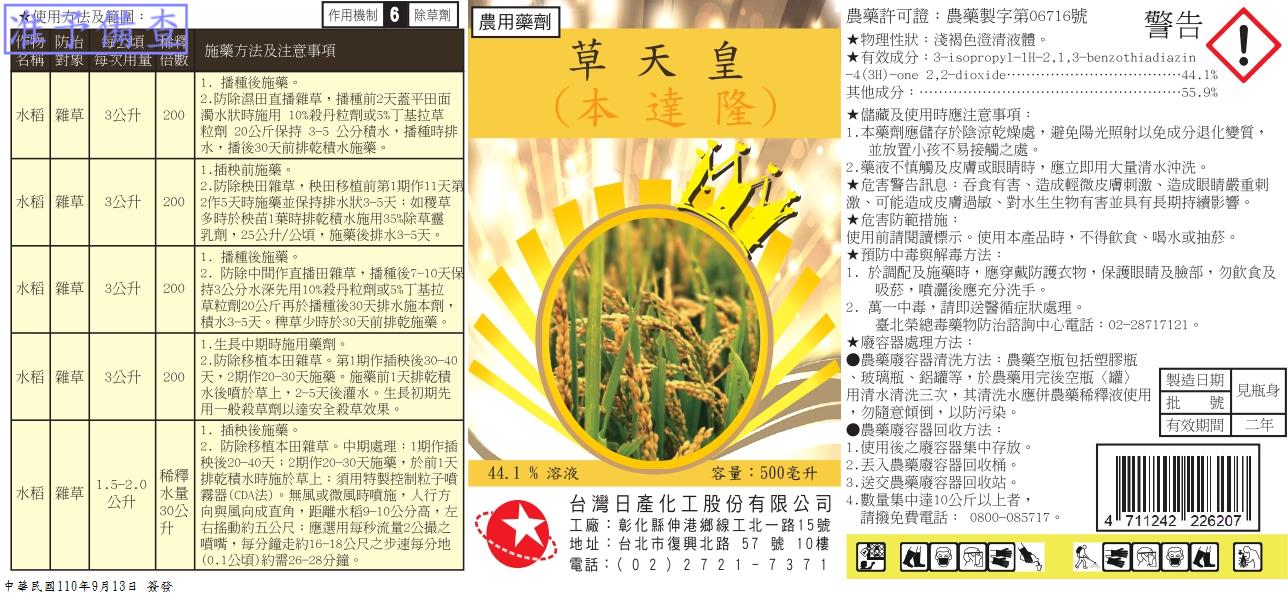 ★使用方法及範圍：
准予備查
作用機制 6 除草劑
作物名稱 防治對象 每公頃每次用量 稀釋倍數 施藥方法及注意事項
水稻 雜草 3公升 200
1. 播種後施藥。
2.防除濕田直播雜草，播種前2天蓋平田面
濁水狀時施用 10%殺丹粒劑或5%丁基拉草
粒劑 20公斤保持 3-5 公分積水，播種時排
水，播後30天前排乾積水施藥。
水稻 雜草 3公升 200
1.插秧前施藥。
2.防除秧田雜草，秧田移植前第1期作11天第
2作5天時施藥並保持排水狀3-5天；如稷草
多時於秧苗1葉時排乾積水施用35%除草靈
乳劑，25公升/公頃，施藥後排水3-5天。
水稻 雜草 3公升 200
1. 播種後施藥。
2. 防除中間作直播田雜草，播種後7-10天保
持3公分水深先用10%殺丹粒劑或5%丁基拉
草粒劑20公斤再於播種後30天排水施本劑，
積水3-5天。稗草少時於30天前排乾施藥。
水稻 雜草 3公升 200
1.生長中期時施用藥劑。
2.防除移植本田雜草。第1期作插秧後30-40
天，2期作20-30天施藥。施藥前1天排乾積
水後噴於草上，2-5天後灌水。生長初期先
用一般殺草劑以達安全殺草效果。
水稻 雜草 1.5-2.0公升 稀釋水量30公升
1. 插秧後施藥。
2. 防除移植本田雜草。中期處理：1期作插
秧後20-40天；2期作20-30天施藥，於前1天
排乾積水時施於草上；須用特製控制粒子噴
霧器(CDA法)。無風或微風時噴施，人行方
向與風向成直角，距離水稻9-10公分高，左
右搖動約五公尺；應選用每秒流量2公撮之
噴嘴，每分鐘走約16-18公尺之步速每分地
(0.1公頃)約需26-28分鐘。
中華民國110年9月13日 簽發
農用藥劑
草天皇
(本達隆)
44.1 % 溶液
容量：500毫升
台灣日產化工股份有限公司
工廠：彰化縣伸港鄉線工北一路15號
地址：台北市復興北路 57 號 10樓
電話：(02)2721-7371
農藥許可證：農藥製字第06716號
警告
★物理性狀：淺褐色澄清液體。
★有效成分：3-isopropyl-1H-2,1,3-benzothiadiazin
-4(3H)-one 2,2-dioxide……………………………44.1%
其他成分：……………………………………………55.9%
★儲藏及使用時應注意事項：
1.本藥劑應儲存於陰涼乾燥處，避免陽光照射以免成分退化變質，
並放置小孩不易接觸之處。
2.藥液不慎觸及皮膚或眼睛時，應立即用大量清水沖洗。
★危害警告訊息：吞食有害、造成輕微皮膚刺激、造成眼睛嚴重刺
激、可能造成皮膚過敏、對水生生物有害並具有長期持續影響。
★危害防範措施：
使用前請閱讀標示。使用本產品時，不得飲食、喝水或抽菸。
★預防中毒與解毒方法：
1. 於調配及施藥時，應穿戴防護衣物，保護眼睛及臉部，勿飲食及
吸菸，噴灑後應充分洗手。
2. 萬一中毒，請即送醫循症狀處理。
臺北榮總毒藥物防治諮詢中心電話：02-28717121。
★廢容器處理方法：
●農藥廢容器清洗方法：農藥空瓶包括塑膠瓶
、玻璃瓶、鋁罐等，於農藥用完後空瓶〈罐〉
用清水清洗三次，其清洗水應併農藥稀釋液使用
，勿隨意傾倒，以防污染。
●農藥廢容器回收方法：
1.使用後之廢容器集中存放。
2.丟入農藥廢容器回收桶。
3.送交農藥廢容器回收站。
4.數量集中達10公斤以上者，
請撥免費電話： 0800-085717。
製造日期 見瓶身
批 號
有效期間 二年
4 711242 226207